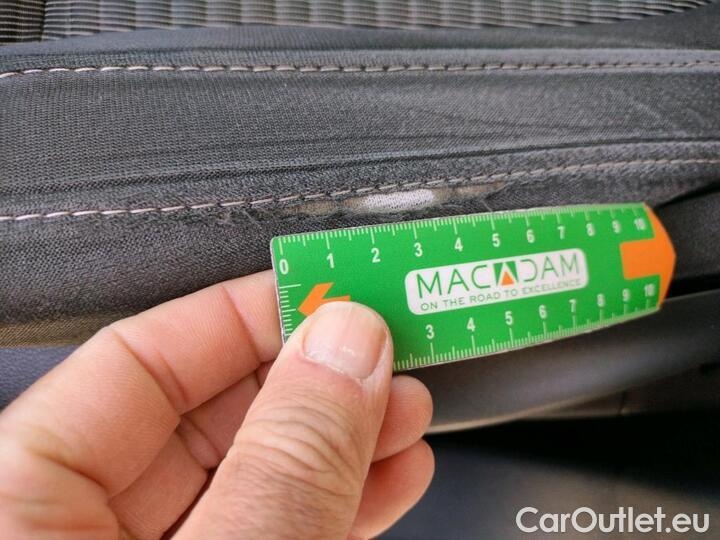 0 1 2 3 4 5 6 7 8 9 10
MACADAM
ON THE ROAD TO EXCELLENCE
3 4 5 6 7 8 9 10
CarOutlet.eu